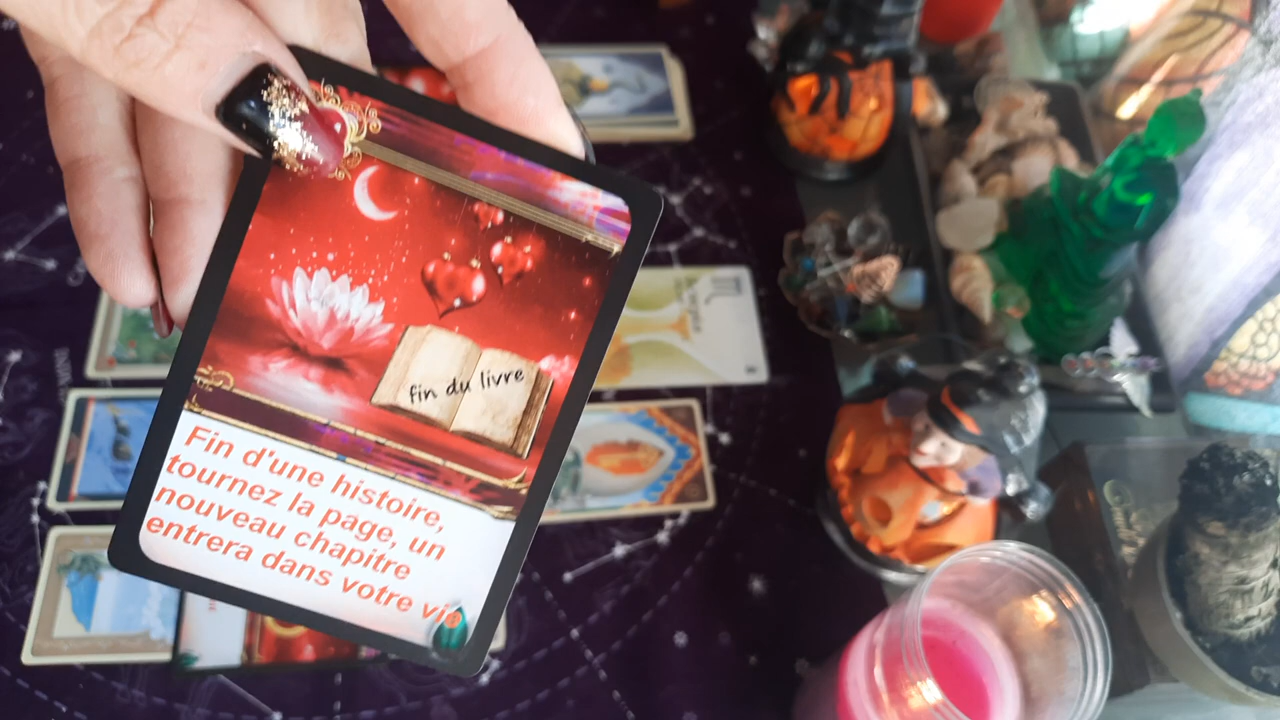 fin du livre
Fin d'une histoire,
tournez la page, un
nouveau chapitre
entrera dans votre vie